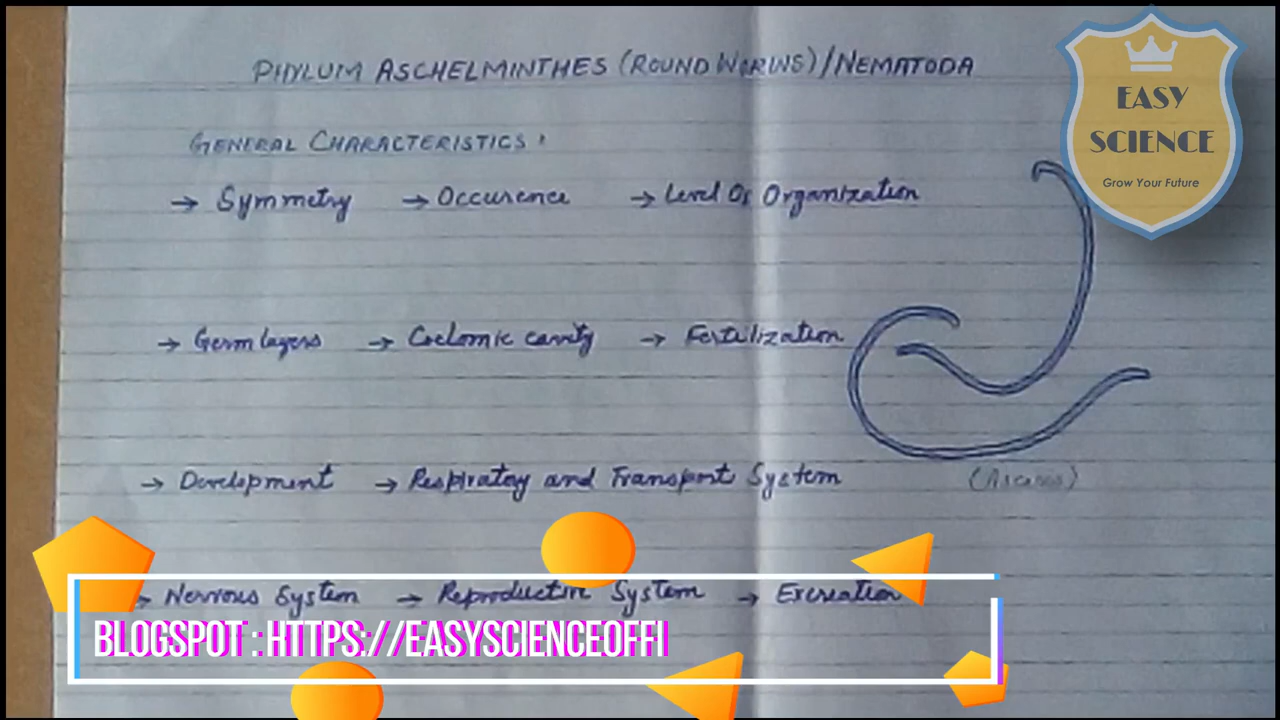 PHYLUM ASCHELMINTHES (ROUND WORMS)/NEMATODA
EASY
SCIENCE
Grow Your Future
GENERAL CHARACTERISTICS:
→ Symmetry → Occurence → Level Of Organization
→ Germ layers → Coelomic cavity → Fertilization
→ Development → Respiratory and Transport System
(Ascaris)
→ Nervous System → Reproductive System → Excreation
BLOGSPOT : HTTPS://EASYSCIENCEOFFI